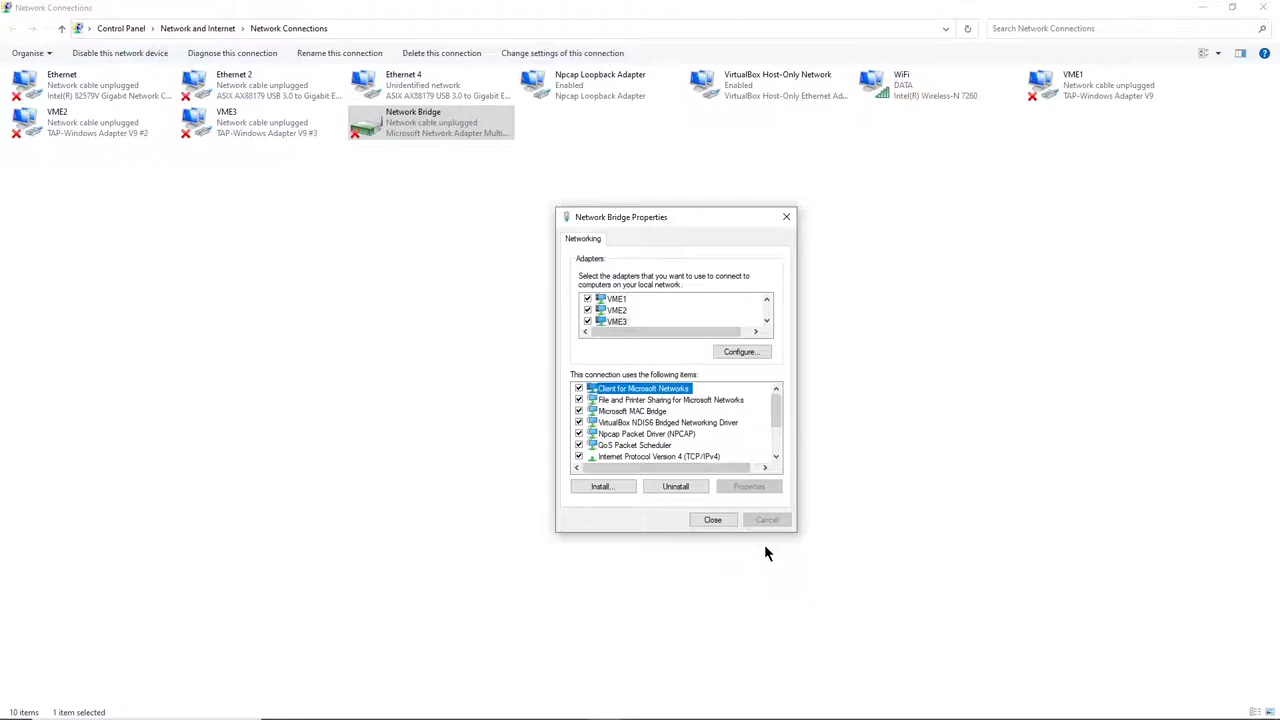 Network Connections
Control Panel > Network and Internet > Network Connections
Search Network Connections
Organise
Disable this network device
Diagnose this connection
Rename this connection
Delete this connection
Change settings of this connection
Ethernet
Network cable unplugged
Intel(R) 82579V Gigabit Network C...
Ethernet 2
Network cable unplugged
ASIX AX88179 USB 3.0 to Gigabit E...
Ethernet 4
Unidentified network
ASIX AX88179 USB 3.0 to Gigabit E...
Npcap Loopback Adapter
Enabled
Npcap Loopback Adapter
VirtualBox Host-Only Network
Enabled
VirtualBox Host-Only Ethernet Ad...
WiFi
DATA
Intel(R) Wireless-N 7260
VME1
Network cable unplugged
TAP-Windows Adapter V9
VME2
Network cable unplugged
TAP-Windows Adapter V9 #2
VME3
Network cable unplugged
TAP-Windows Adapter V9 #3
Network Bridge
Network cable unplugged
Microsoft Network Adapter Multi...
Network Bridge Properties
Networking
Adapters:
Select the adapters that you want to use to connect to
computers on your local network.
VME1
VME2
VME3
Configure...
This connection uses the following items:
Client for Microsoft Networks
File and Printer Sharing for Microsoft Networks
Microsoft MAC Bridge
VirtualBox NDIS6 Bridged Networking Driver
Npcap Packet Driver (NPCAP)
QoS Packet Scheduler
Internet Protocol Version 4 (TCP/IPv4)
Install...
Uninstall
Properties
Close
Cancel
10 items
1 item selected